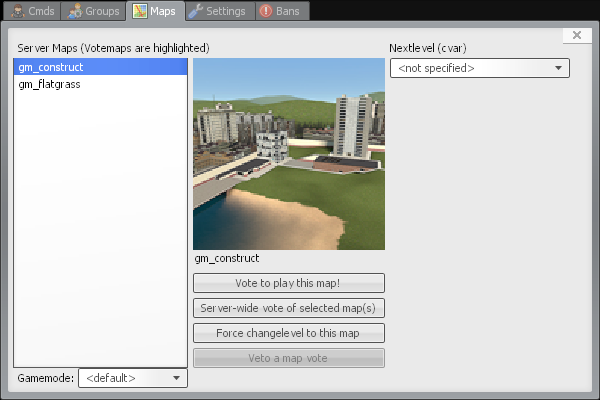 Cmds Groups Maps Settings Bans
Server Maps (Votemaps are highlighted)
gm_construct
gm_flatgrass
gm_construct
Vote to play this map!
Server-wide vote of selected map(s)
Force changelevel to this map
Veto a map vote
Gamemode: <default>
Nextlevel (cvar)
<not specified>